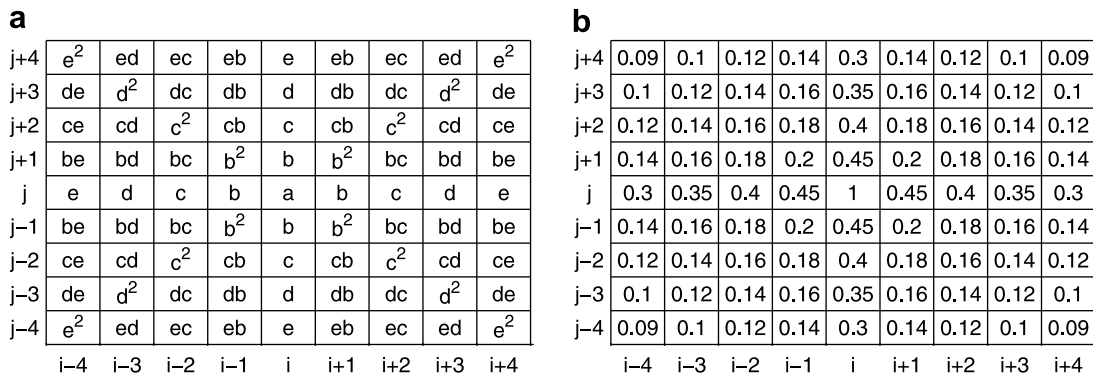 a
j+4 e² ed ec eb e eb ec ed e²
j+3 de d² dc db d db dc d² de
j+2 ce cd c² cb c cb c² cd ce
j+1 be bd bc b² b b² bc bd be
j e d c b a b c d e
j−1 be bd bc b² b b² bc bd be
j−2 ce cd c² cb c cb c² cd ce
j−3 de d² dc db d db dc d² de
j−4 e² ed ec eb e eb ec ed e²
i−4 i−3 i−2 i−1 i i+1 i+2 i+3 i+4
b
j+4 0.09 0.1 0.12 0.14 0.3 0.14 0.12 0.1 0.09
j+3 0.1 0.12 0.14 0.16 0.35 0.16 0.14 0.12 0.1
j+2 0.12 0.14 0.16 0.18 0.4 0.18 0.16 0.14 0.12
j+1 0.14 0.16 0.18 0.2 0.45 0.2 0.18 0.16 0.14
j 0.3 0.35 0.4 0.45 1 0.45 0.4 0.35 0.3
j−1 0.14 0.16 0.18 0.2 0.45 0.2 0.18 0.16 0.14
j−2 0.12 0.14 0.16 0.18 0.4 0.18 0.16 0.14 0.12
j−3 0.1 0.12 0.14 0.16 0.35 0.16 0.14 0.12 0.1
j−4 0.09 0.1 0.12 0.14 0.3 0.14 0.12 0.1 0.09
i−4 i−3 i−2 i−1 i i+1 i+2 i+3 i+4